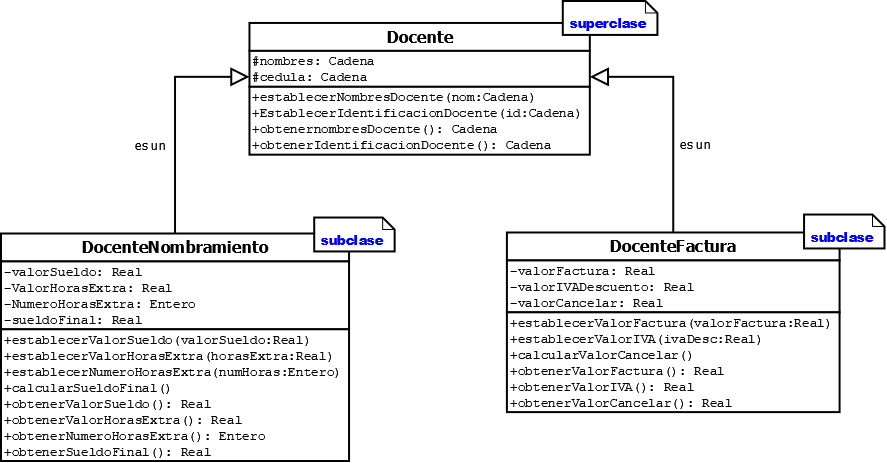 superclase
Docente
#nombres: Cadena
#cedula: Cadena
+establecerNombresDocente(nom:Cadena)
+EstablecerIdentificacionDocente(id:Cadena)
+obtenernombresDocente(): Cadena
+obtenerIdentificacionDocente(): Cadena
es un
es un
subclase
DocenteNombramiento
-valorSueldo: Real
-ValorHorasExtra: Real
-NumeroHorasExtra: Entero
-sueldoFinal: Real
+establecerValorSueldo(valorSueldo:Real)
+establecerValorHorasExtra(horasExtra:Real)
+establecerNumeroHorasExtra(numHoras:Entero)
+calcularSueldoFinal()
+obtenerValorSueldo(): Real
+obtenerValorHorasExtra(): Real
+obtenerNumeroHorasExtra(): Entero
+obtenerSueldoFinal(): Real
subclase
DocenteFactura
-valorFactura: Real
-valorIVADescuento: Real
-valorCancelar: Real
+establecerValorFactura(valorFactura:Real)
+establecerValorIVA(ivaDesc:Real)
+calcularValorCancelar()
+obtenerValorFactura(): Real
+obtenerValorIVA(): Real
+obtenerValorCancelar(): Real